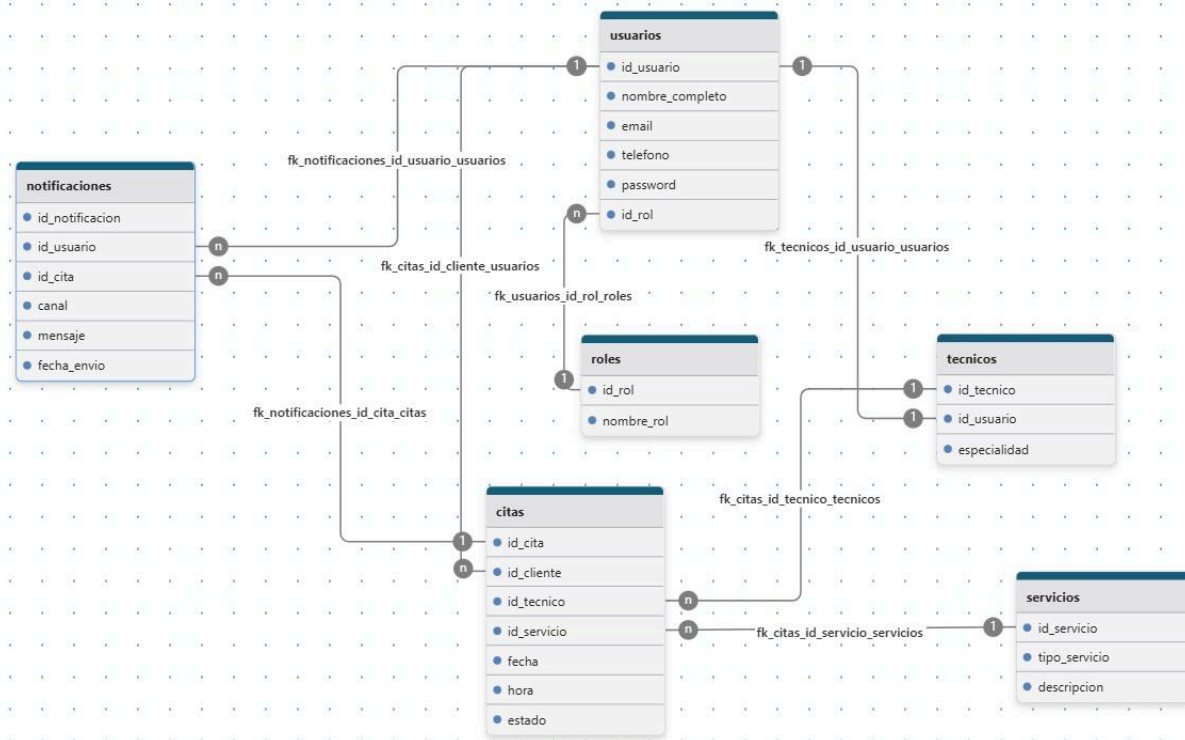 usuarios
id_usuario
nombre_completo
email
telefono
password
id_rol
1
1
n
fk_notificaciones_id_usuario_usuarios
notificaciones
id_notificacion
id_usuario
id_cita
canal
mensaje
fecha_envio
n
n
fk_citas_id_cliente_usuarios
fk_tecnicos_id_usuario_usuarios
fk_usuarios_id_rol_roles
roles
id_rol
nombre_rol
1
tecnicos
id_tecnico
id_usuario
especialidad
1
1
fk_notificaciones_id_cita_citas
fk_citas_id_tecnico_tecnicos
citas
id_cita
id_cliente
id_tecnico
id_servicio
fecha
hora
estado
1
n
n
n
fk_citas_id_servicio_servicios
1
servicios
id_servicio
tipo_servicio
descripcion